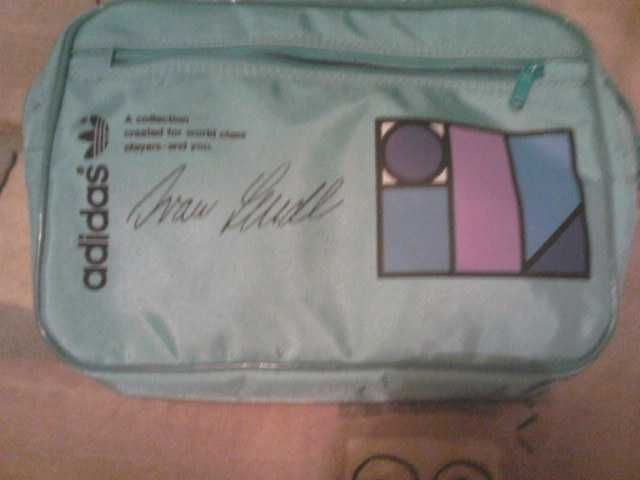 adidas
A collection
created for world class
players-and you.
Ivan Lendl